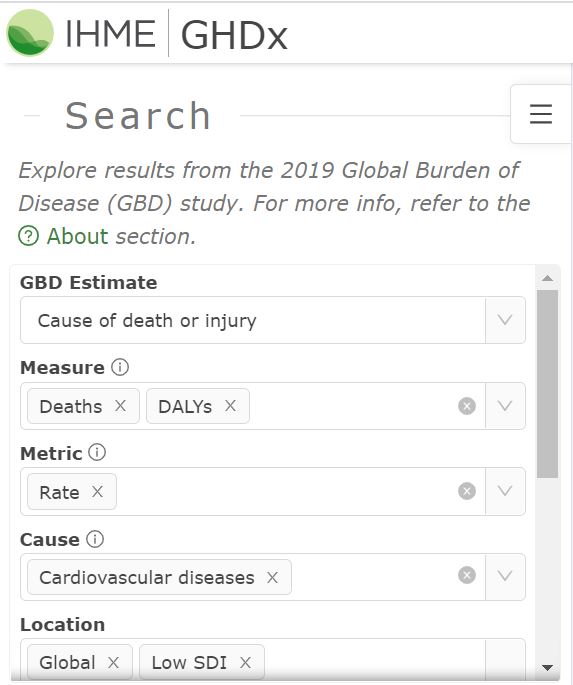 IHME GHDx
Search
Explore results from the 2019 Global Burden of
Disease (GBD) study. For more info, refer to the
About section.
GBD Estimate
Cause of death or injury
Measure
Deaths X DALYs X
Metric
Rate X
Cause
Cardiovascular diseases X
Location
Global X Low SDI X